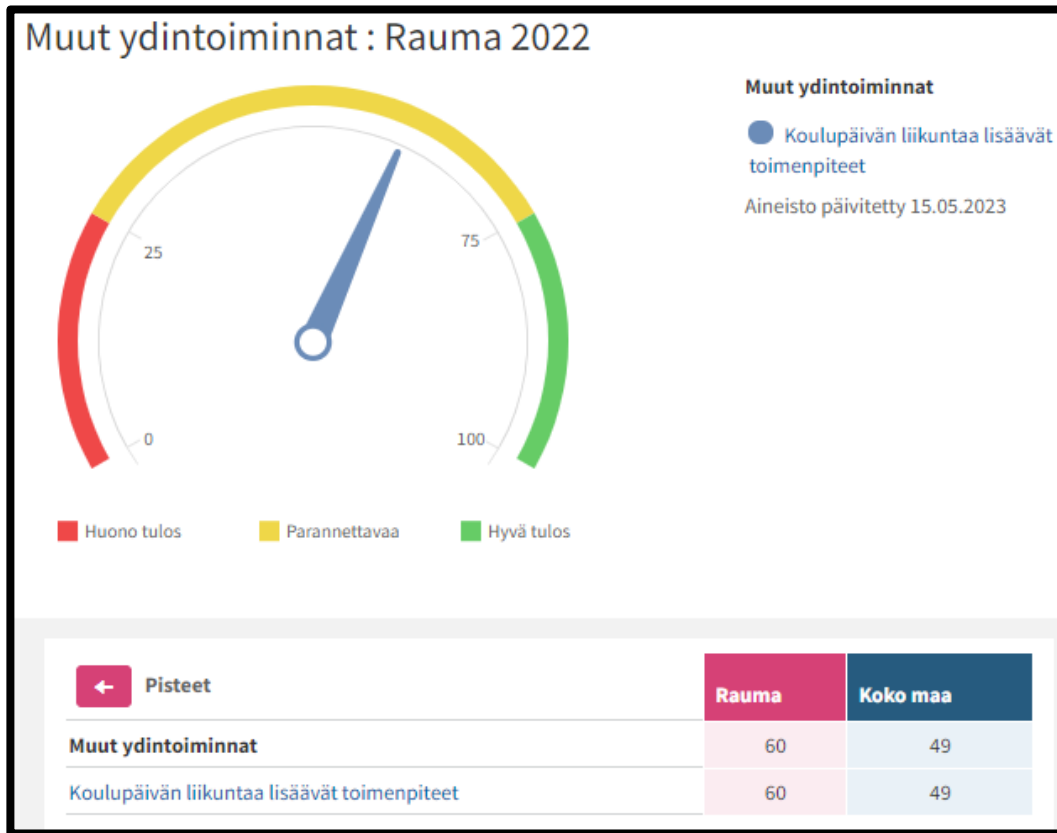 Muut ydintoiminnat : Rauma 2022
Muut ydintoiminnat
Koulupäivän liikuntaa lisäävät
toimenpiteet
Aineisto päivitetty 15.05.2023
25
75
0
100
Huono tulos
Parannettavaa
Hyvä tulos
Pisteet
Rauma
Koko maa
Muut ydintoiminnat
60
49
Koulupäivän liikuntaa lisäävät toimenpiteet
60
49